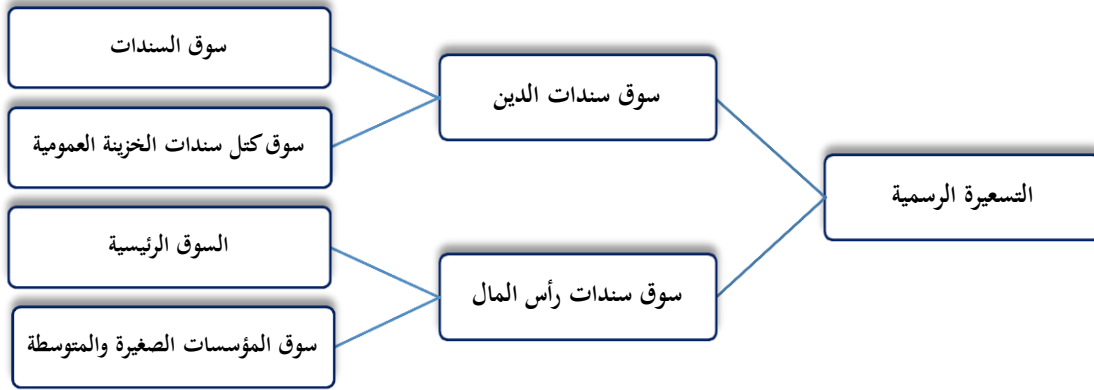 التسعيرة الرسمية
سوق سندات الدين
سوق السندات
سوق كتل سندات الخزينة العمومية
سوق سندات رأس المال
السوق الرئيسية
سوق المؤسسات الصغيرة والمتوسطة